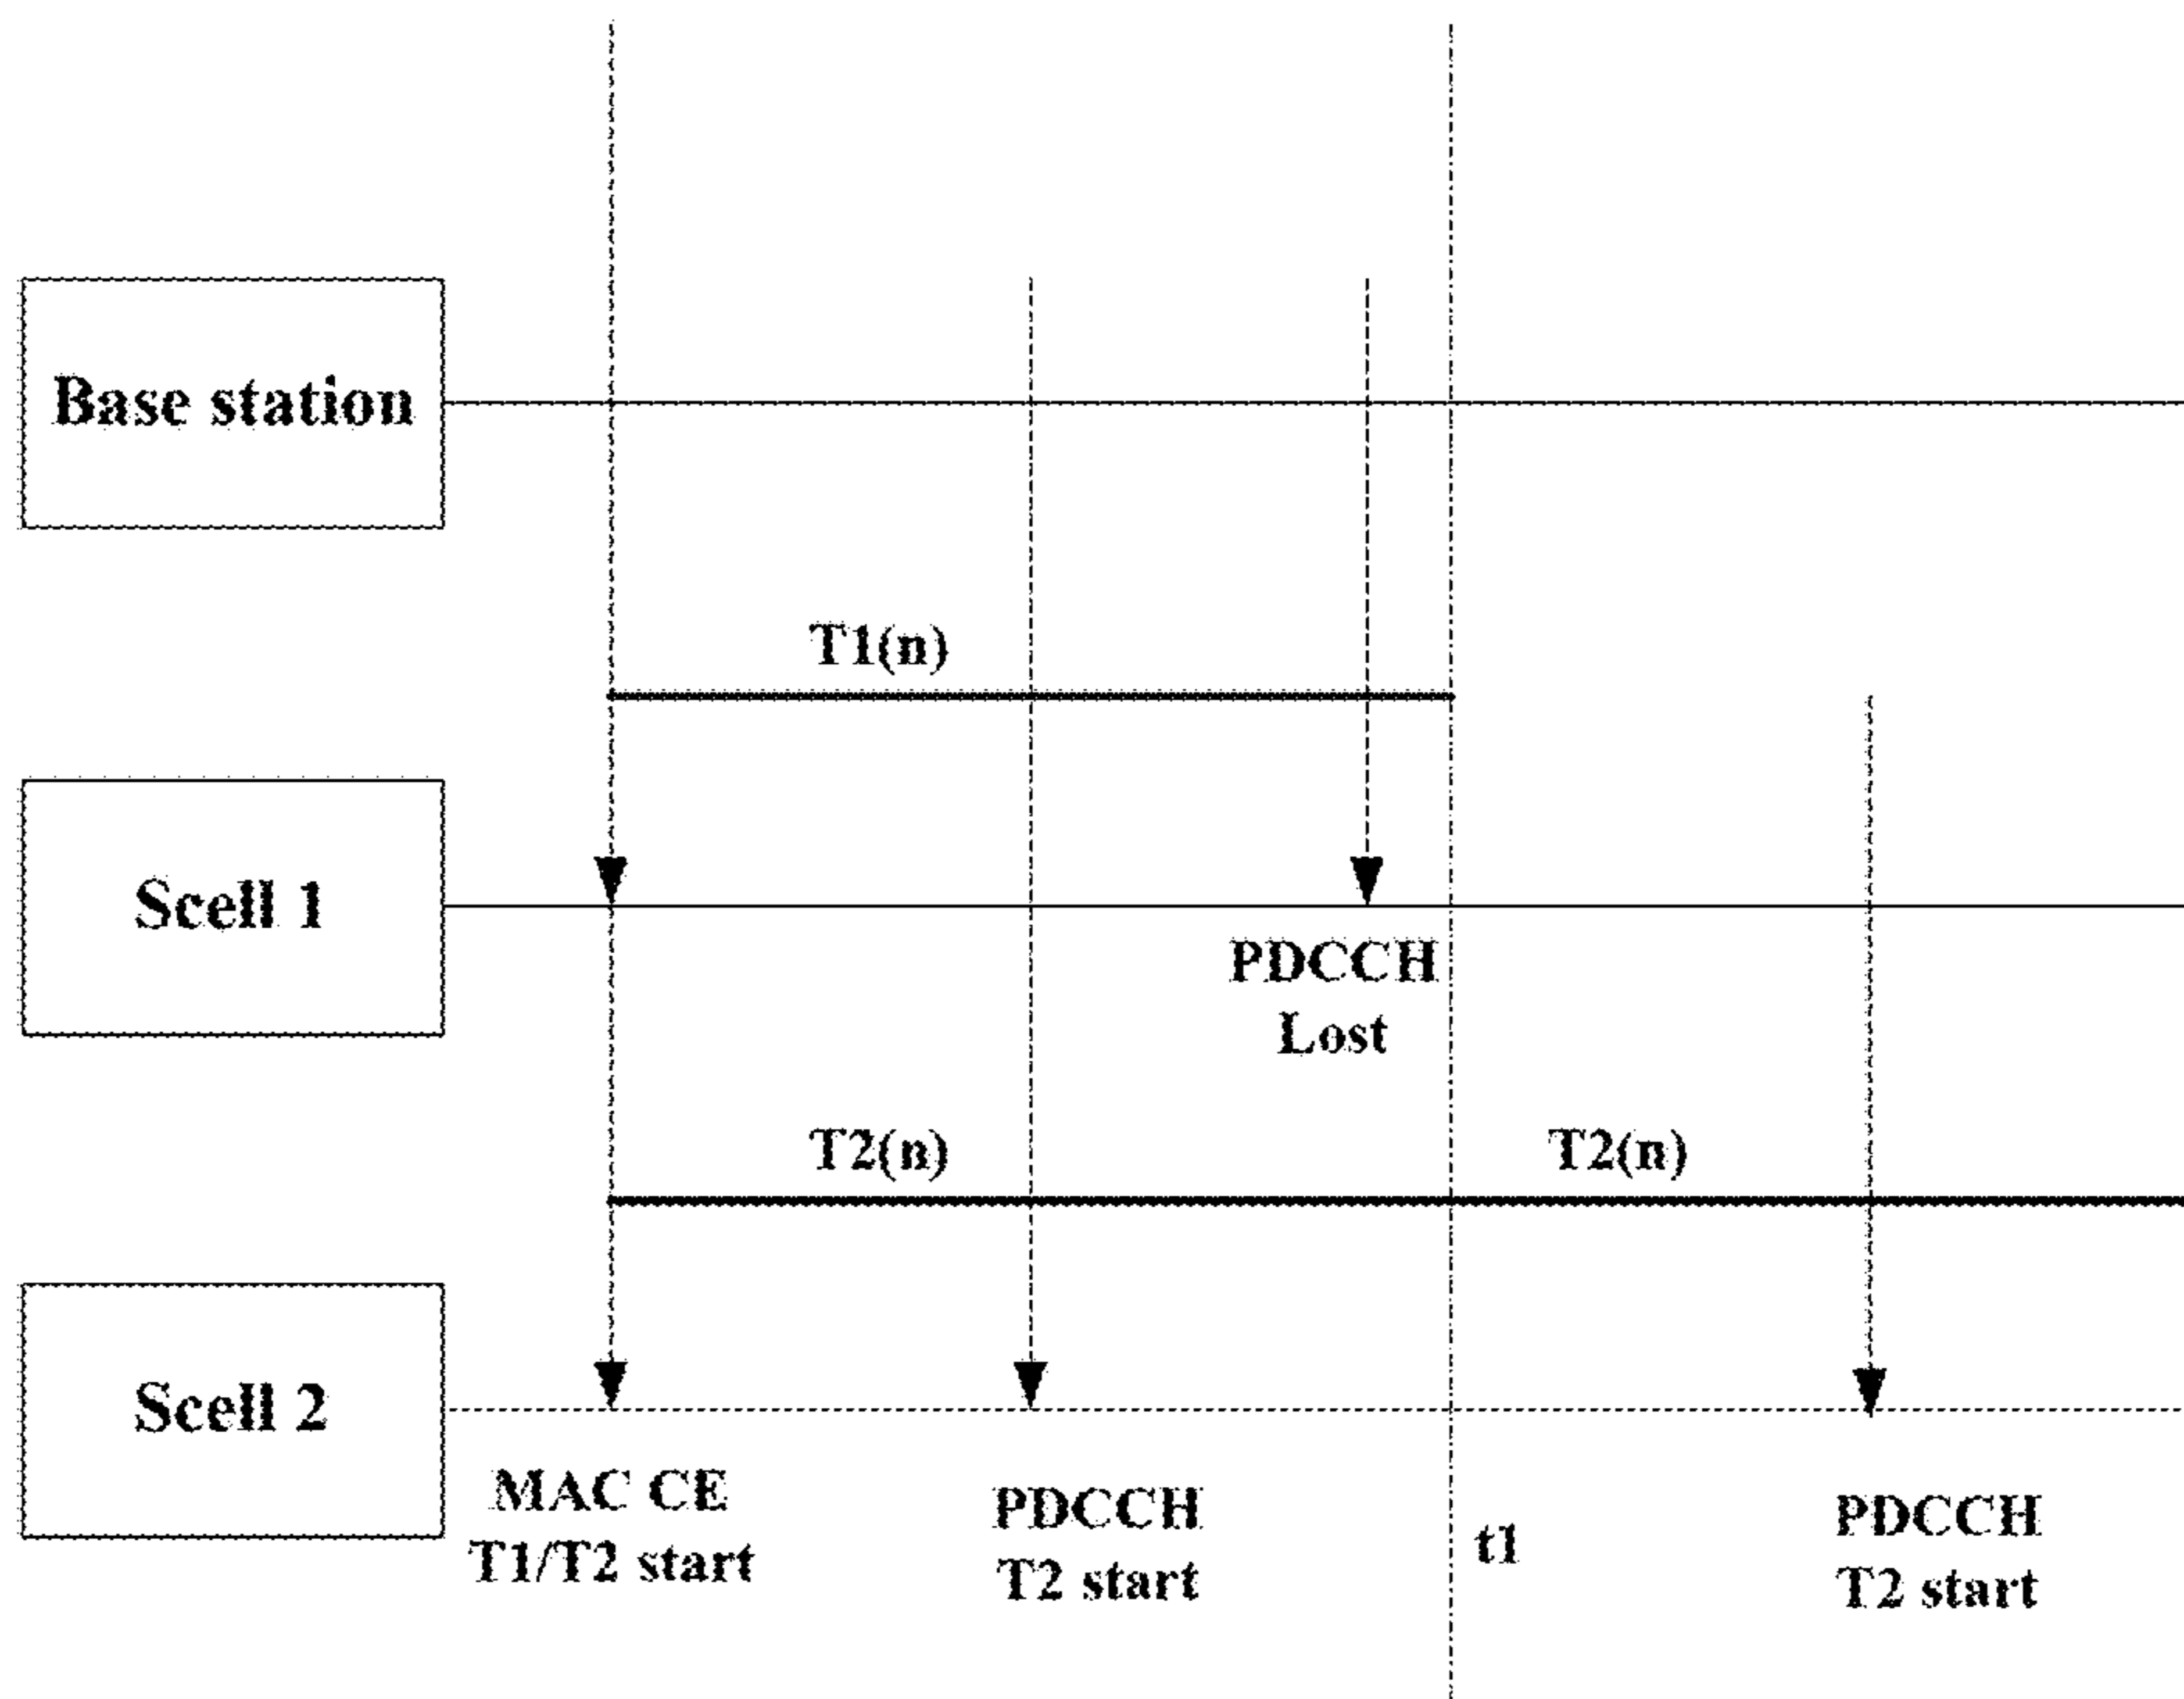 Base station
T1(n)
Scell 1
PDCCH
Lost
T2(n)
T2(n)
Scell 2
MAC CE
T1/T2 start
PDCCH
T2 start
t1
PDCCH
T2 start